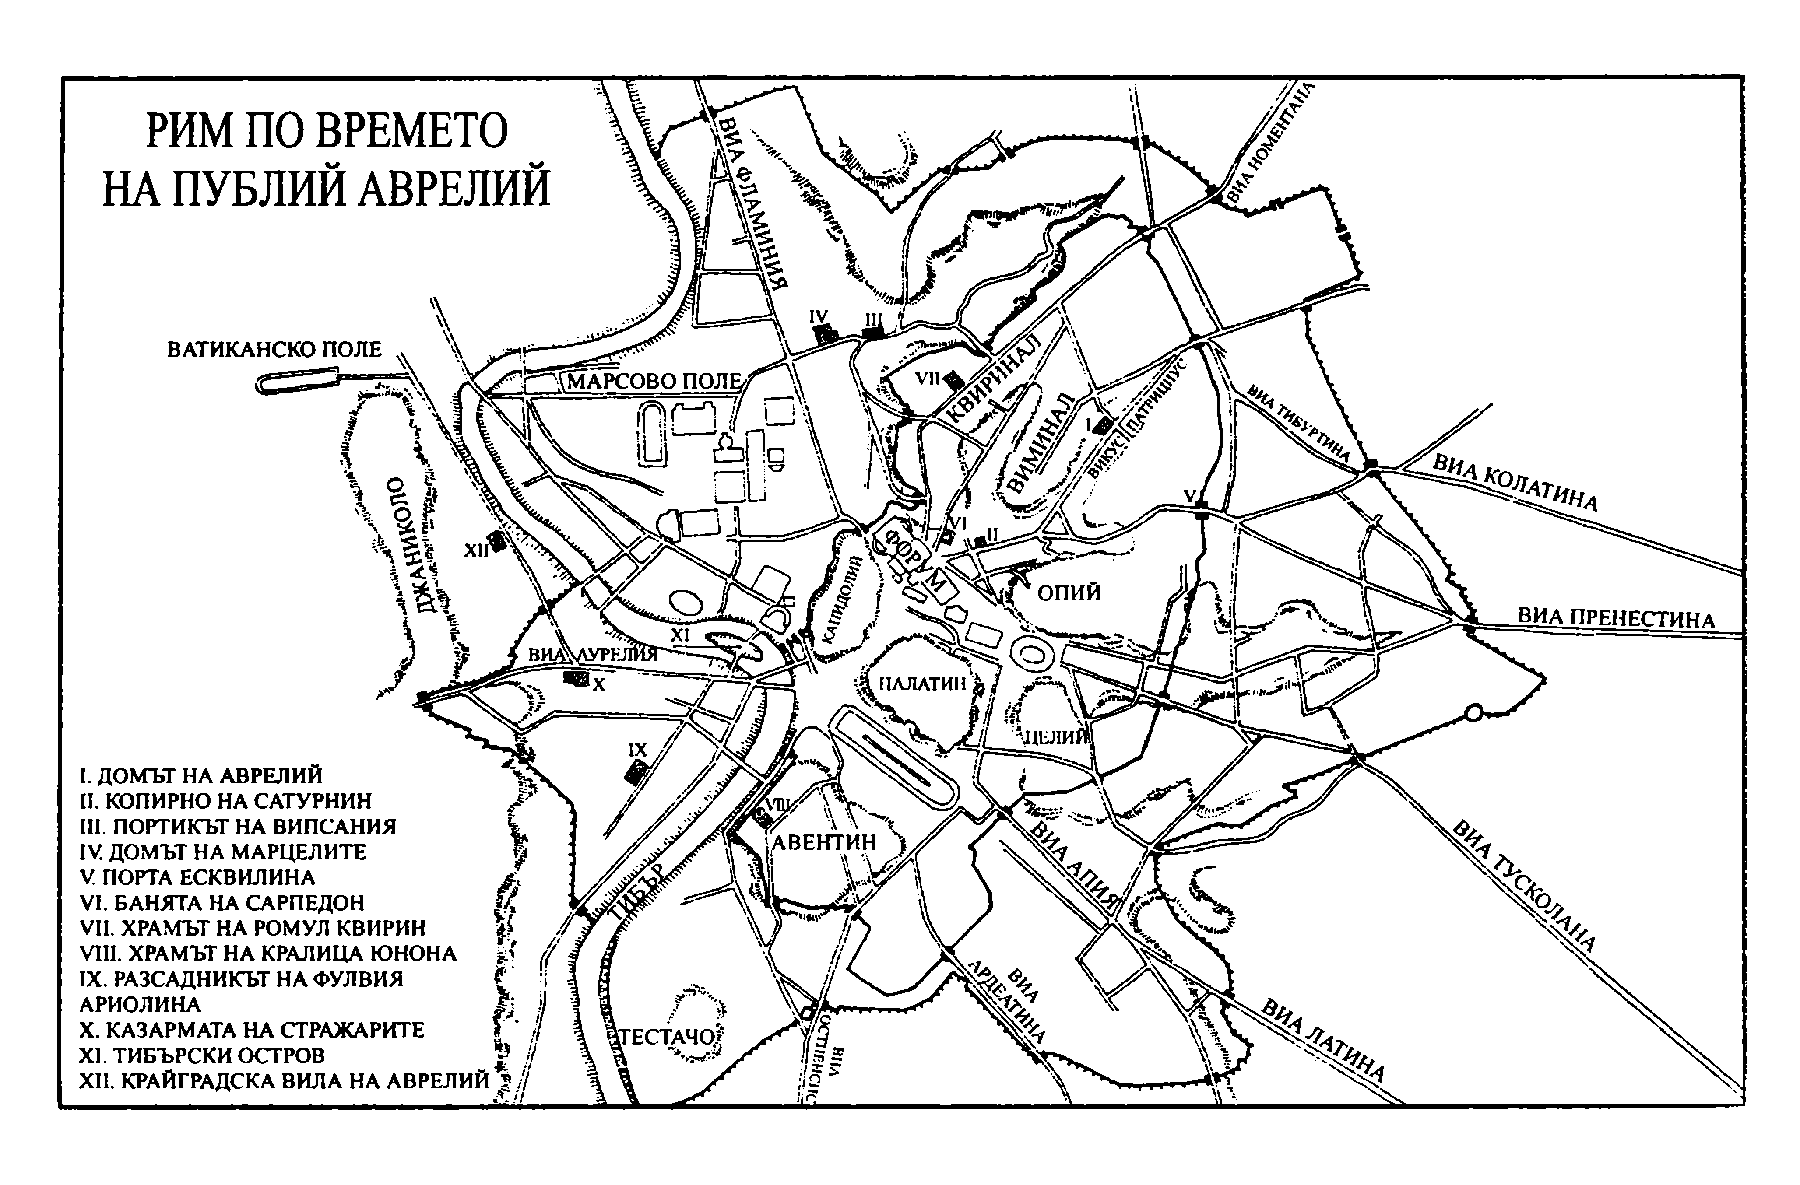 РИМ ПО ВРЕМЕТО
НА ПУБЛИЙ АВРЕЛИЙ
ВИА ФЛАМИНИЯ
ВИА НОМЕНТАНА
IV
III
ВАТИКАНСКО ПОЛЕ
МАРСОВО ПОЛЕ
VII
КВИРИНАЛ
ВИМИНАЛ
I
ВИКУС ПАТРИЦИУС
ВИА ТИБУРТИНА
ВИА КОЛАТИНА
ДЖАНИКОЛО
V
XII
ФОРУМ
VI
II
ОПИЙ
КАПИДОЛИЙ
ВИА ПРЕНЕСТИНА
XI
ВИА АУРЕЛИЯ
X
ПАЛАТИН
ЦЕЛИЙ
IX
VIII
АВЕНТИН
ВИА АПИЯ
ВИА ТУСКОЛАНА
ТИБЪР
ВИА
АРДЕАТИНА
ВИА ЛАТИНА
ТЕСТАЧО
ВИА
I. ДОМЪТ НА АВРЕЛИЙ
II. КОПИРНО НА САТУРНИН
III. ПОРТИКЪТ НА ВИПСАНИЯ
IV. ДОМЪТ НА МАРЦЕЛИТЕ
V. ПОРТА ЕСКВИЛИНА
VI. БАНЯТА НА САРПЕДОН
VII. ХРАМЪТ НА РОМУЛ КВИРИН
VIII. ХРАМЪТ НА КРАЛИЦА ЮНОНА
IX. РАЗСАДНИКЪТ НА ФУЛВИЯ
АРИОЛИНА
X. КАЗАРМАТА НА СТРАЖАРИТЕ
XI. ТИБЪРСКИ ОСТРОВ
XII. КРАЙГРАДСКА ВИЛА НА АВРЕЛИЙ